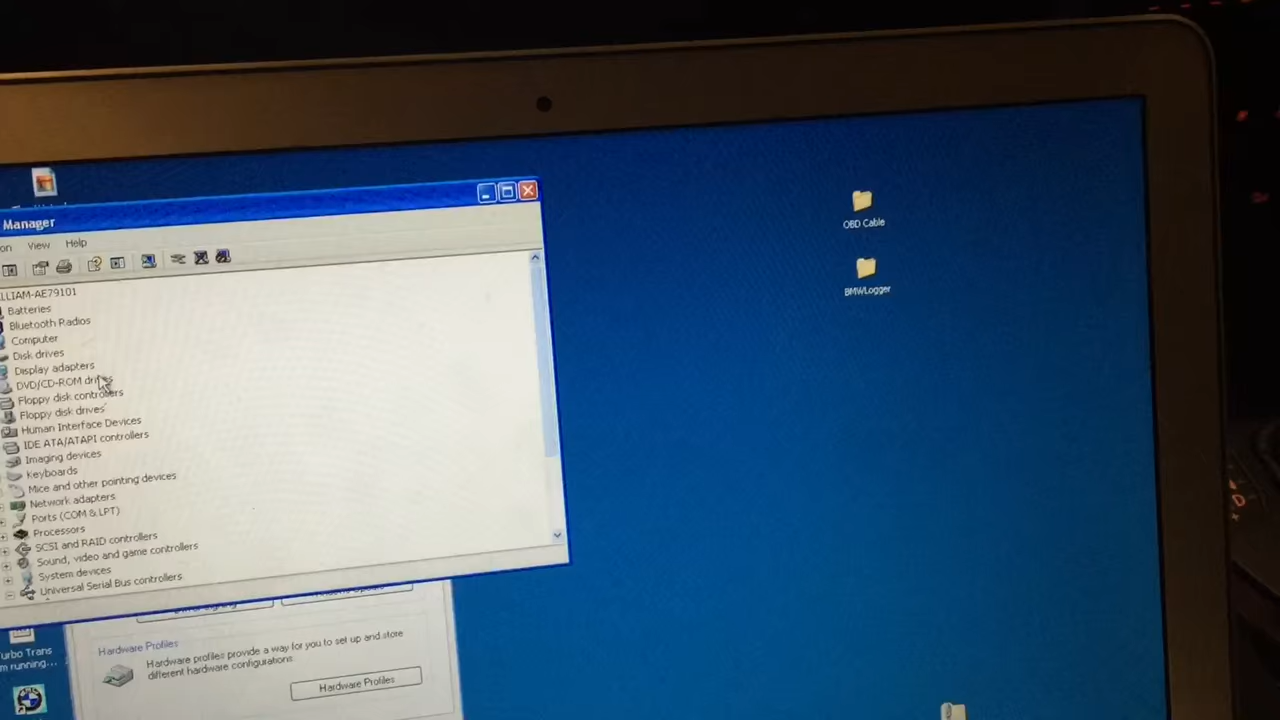 Manager
on View Help
LLIAM-AE79101
Batteries
Bluetooth Radios
Computer
Disk drives
Display adapters
DVD/CD-ROM
Floppy disk controllers
Floppy disk drives
Human Interface Devices
IDE ATA/ATAPI controllers
Imaging devices
Keyboards
Mice and other pointing devices
Network adapters
Ports (COM & LPT)
Processors
SCSI and RAID controllers
Sound, video and game controllers
System devices
Universal Serial Bus controllers
Hardware Profiles
Hardware profiles provide a way for you to set up and store
different hardware configurations.
Hardware Profiles
OBD Cable
BMWLogger
Turbo Trans
m running...